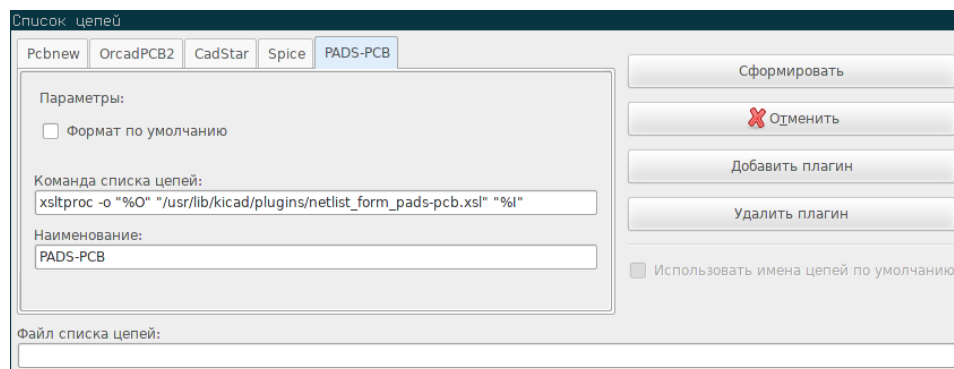 Список цепей
Pcbnew OrcadPCB2 CadStar Spice PADS-PCB
Параметры:
Формат по умолчанию
Команда списка цепей:
xsltproc -o "%O" "/usr/lib/kicad/plugins/netlist_form_pads-pcb.xsl" "%I"
Наименование:
PADS-PCB
Сформировать
Отменить
Добавить плагин
Удалить плагин
Использовать имена цепей по умолчанию
Файл списка цепей: